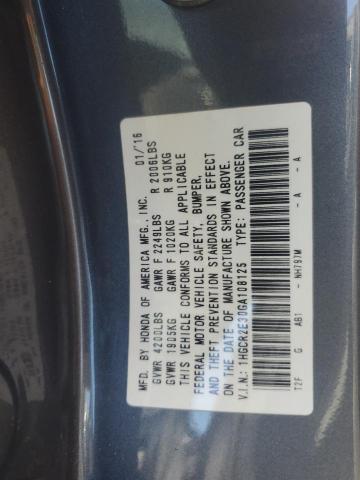 MFD. BY HONDA OF AMERICA MFG., INC. 01/16
GVWR 4200LBS GAWR F 2249LBS R 2006LBS
GVWR 1905KG GAWR F 1020KG R 910KG
THIS VEHICLE CONFORMS TO ALL APPLICABLE
FEDERAL MOTOR VEHICLE SAFETY, BUMPER,
AND THEFT PREVENTION STANDARDS IN EFFECT
ON THE DATE OF MANUFACTURE SHOWN ABOVE.
V.I.N.: 1HGCR2E30GA108125 TYPE: PASSENGER CAR
T2F G AB1 - NH797M - A - A